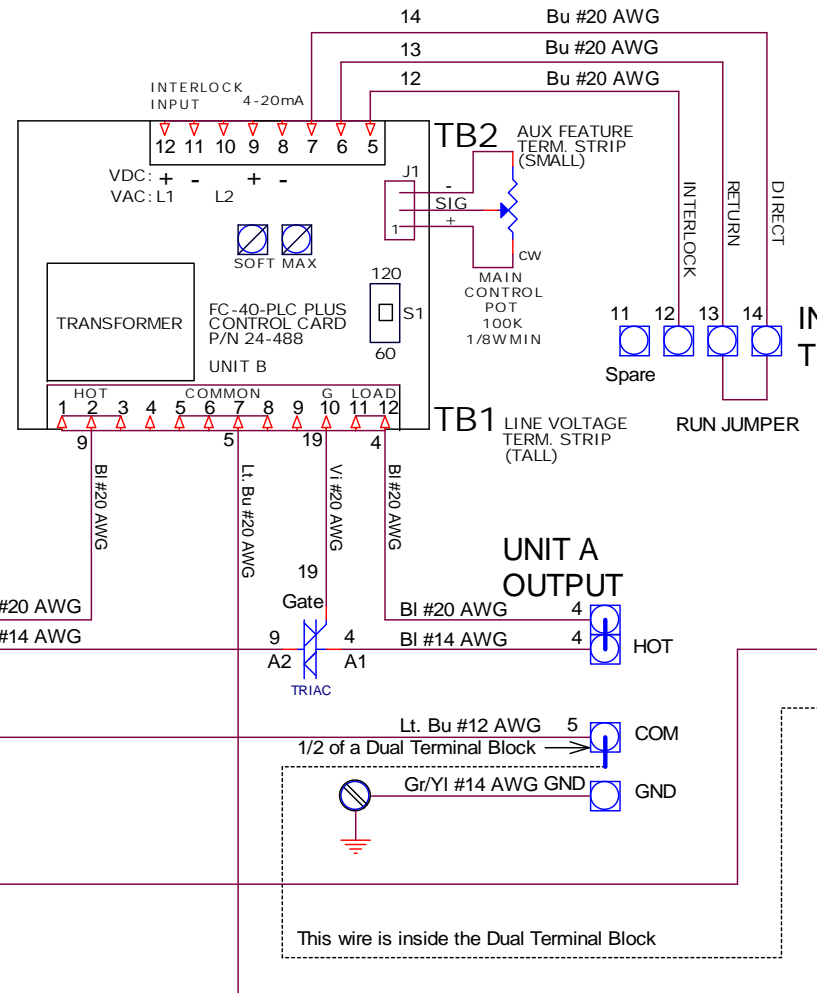 14 Bu #20 AWG
13 Bu #20 AWG
12 Bu #20 AWG
INTERLOCK
INPUT
4-20mA
12 11 10 9 8 7 6 5
TB2
AUX FEATURE
TERM. STRIP
(SMALL)
VDC: + - + -
VAC: L1 L2
J1
-
SIG
+
1
CW
SOFT MAX
MAIN
CONTROL
POT
100K
1/8WMIN
INTERLOCK
RETURN
DIRECT
TRANSFORMER
FC-40-PLC PLUS
CONTROL CARD
P/N 24-488
UNIT B
120
S1
60
11 12 13 14
IN
T
Spare
RUN JUMPER
HOT COMMON G LOAD
1 2 3 4 5 6 7 8 9 10 11 12
TB1
LINE VOLTAGE
TERM. STRIP
(TALL)
9 5 19 4
Bl #20 AWG
Lt. Bu #20 AWG
Vi #20 AWG
Bl #20 AWG
UNIT A
OUTPUT
19
Gate
#20 AWG
Bl #20 AWG 4
#14 AWG
9
A2
4
A1
Bl #14 AWG 4
HOT
TRIAC
Lt. Bu #12 AWG 5
COM
1/2 of a Dual Terminal Block
Gr/Yl #14 AWG GND
GND
This wire is inside the Dual Terminal Block